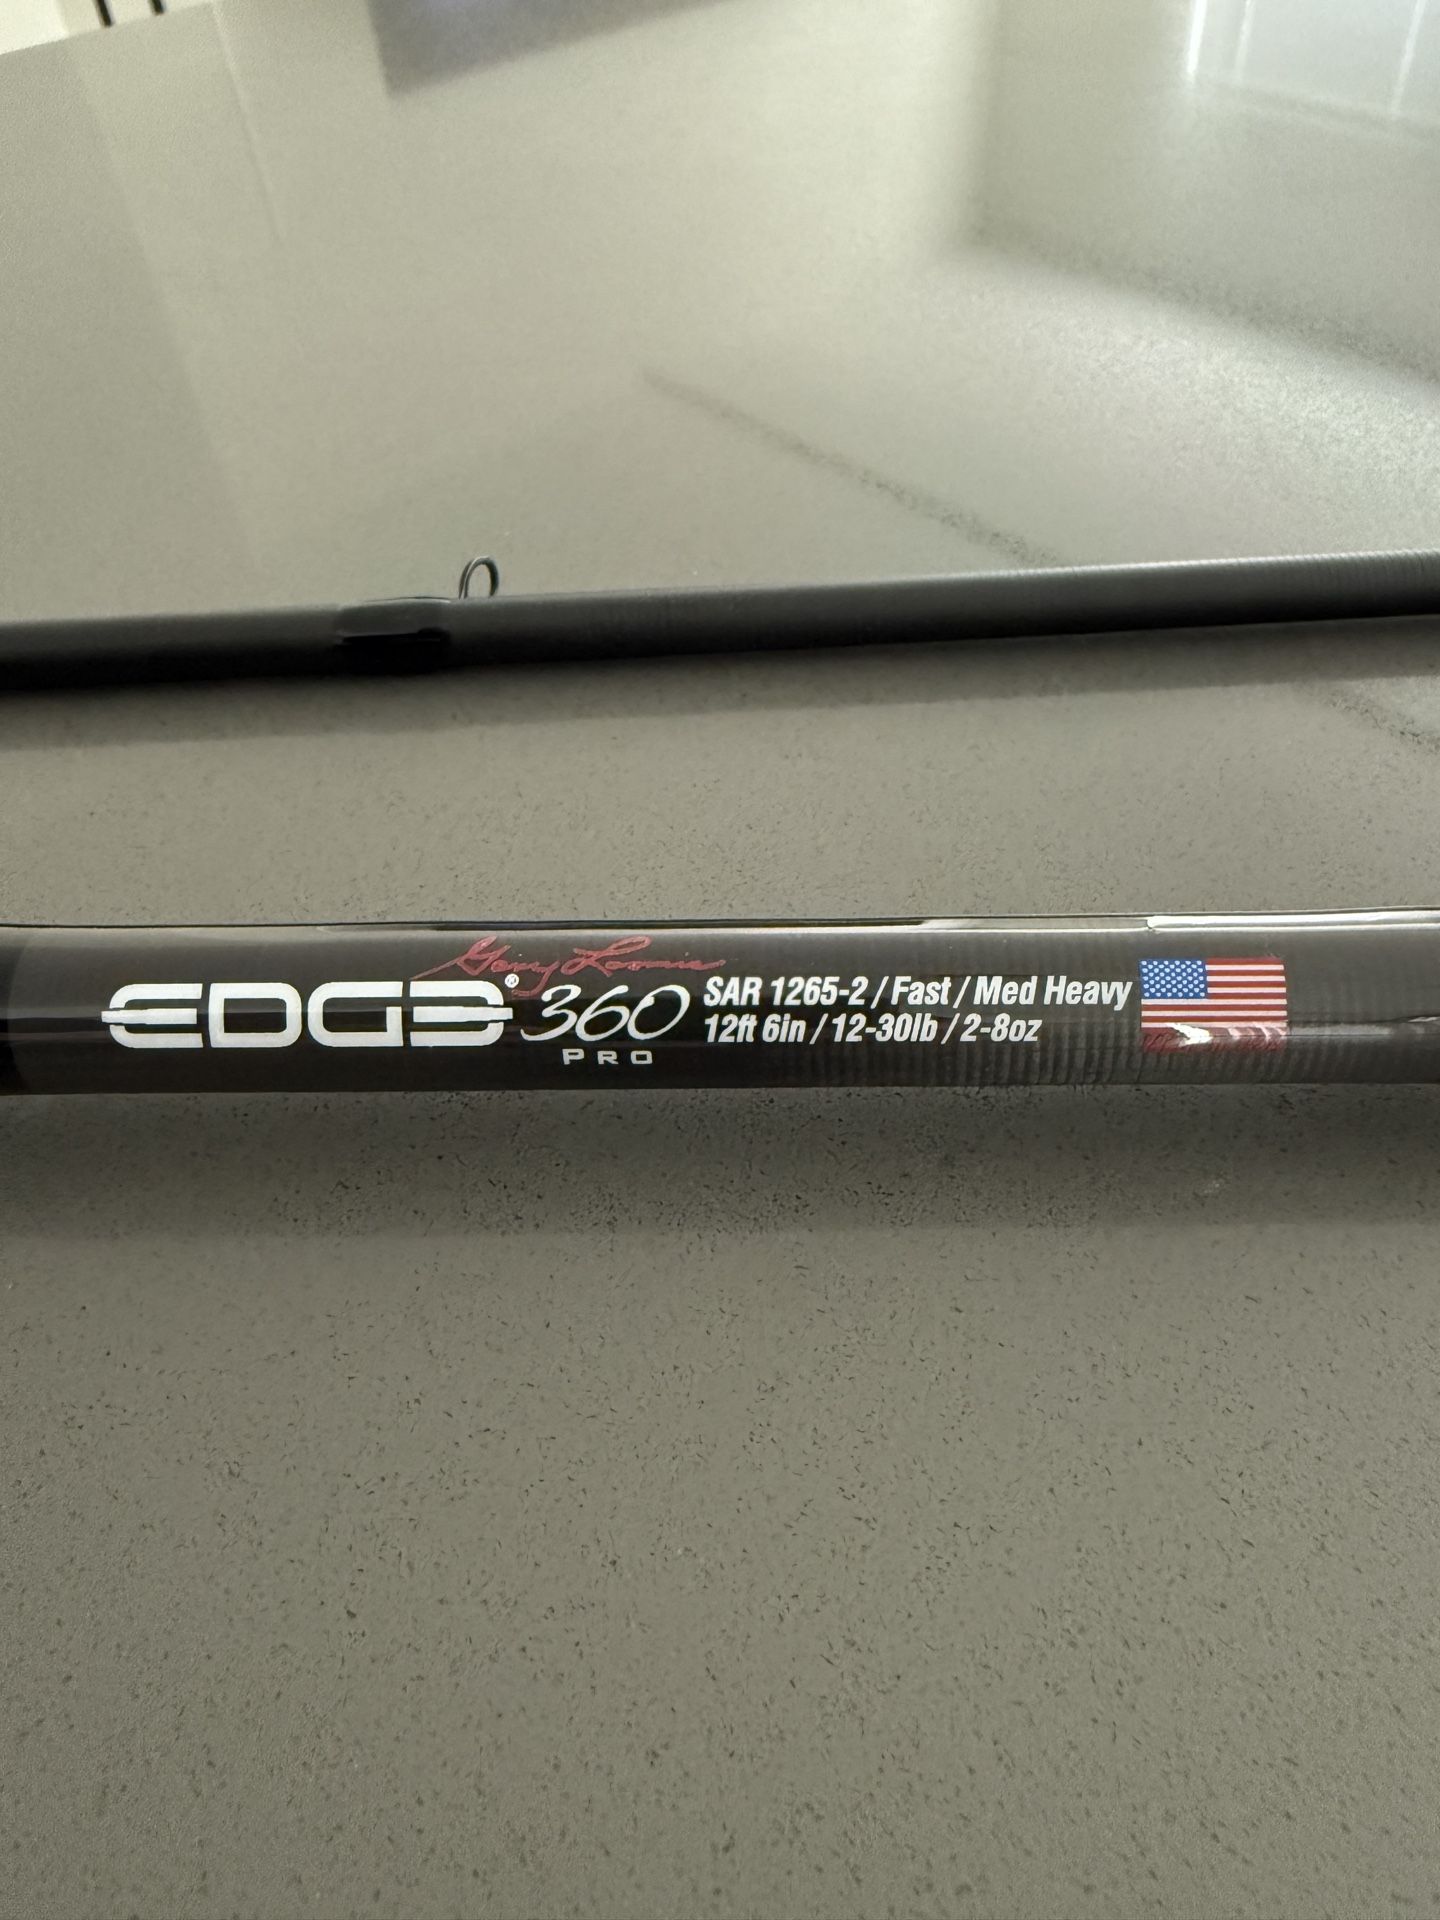 Gary Loomis
EDGE® 360 PRO
SAR 1265-2 / Fast / Med Heavy
12ft 6in / 12-30lb / 2-8oz